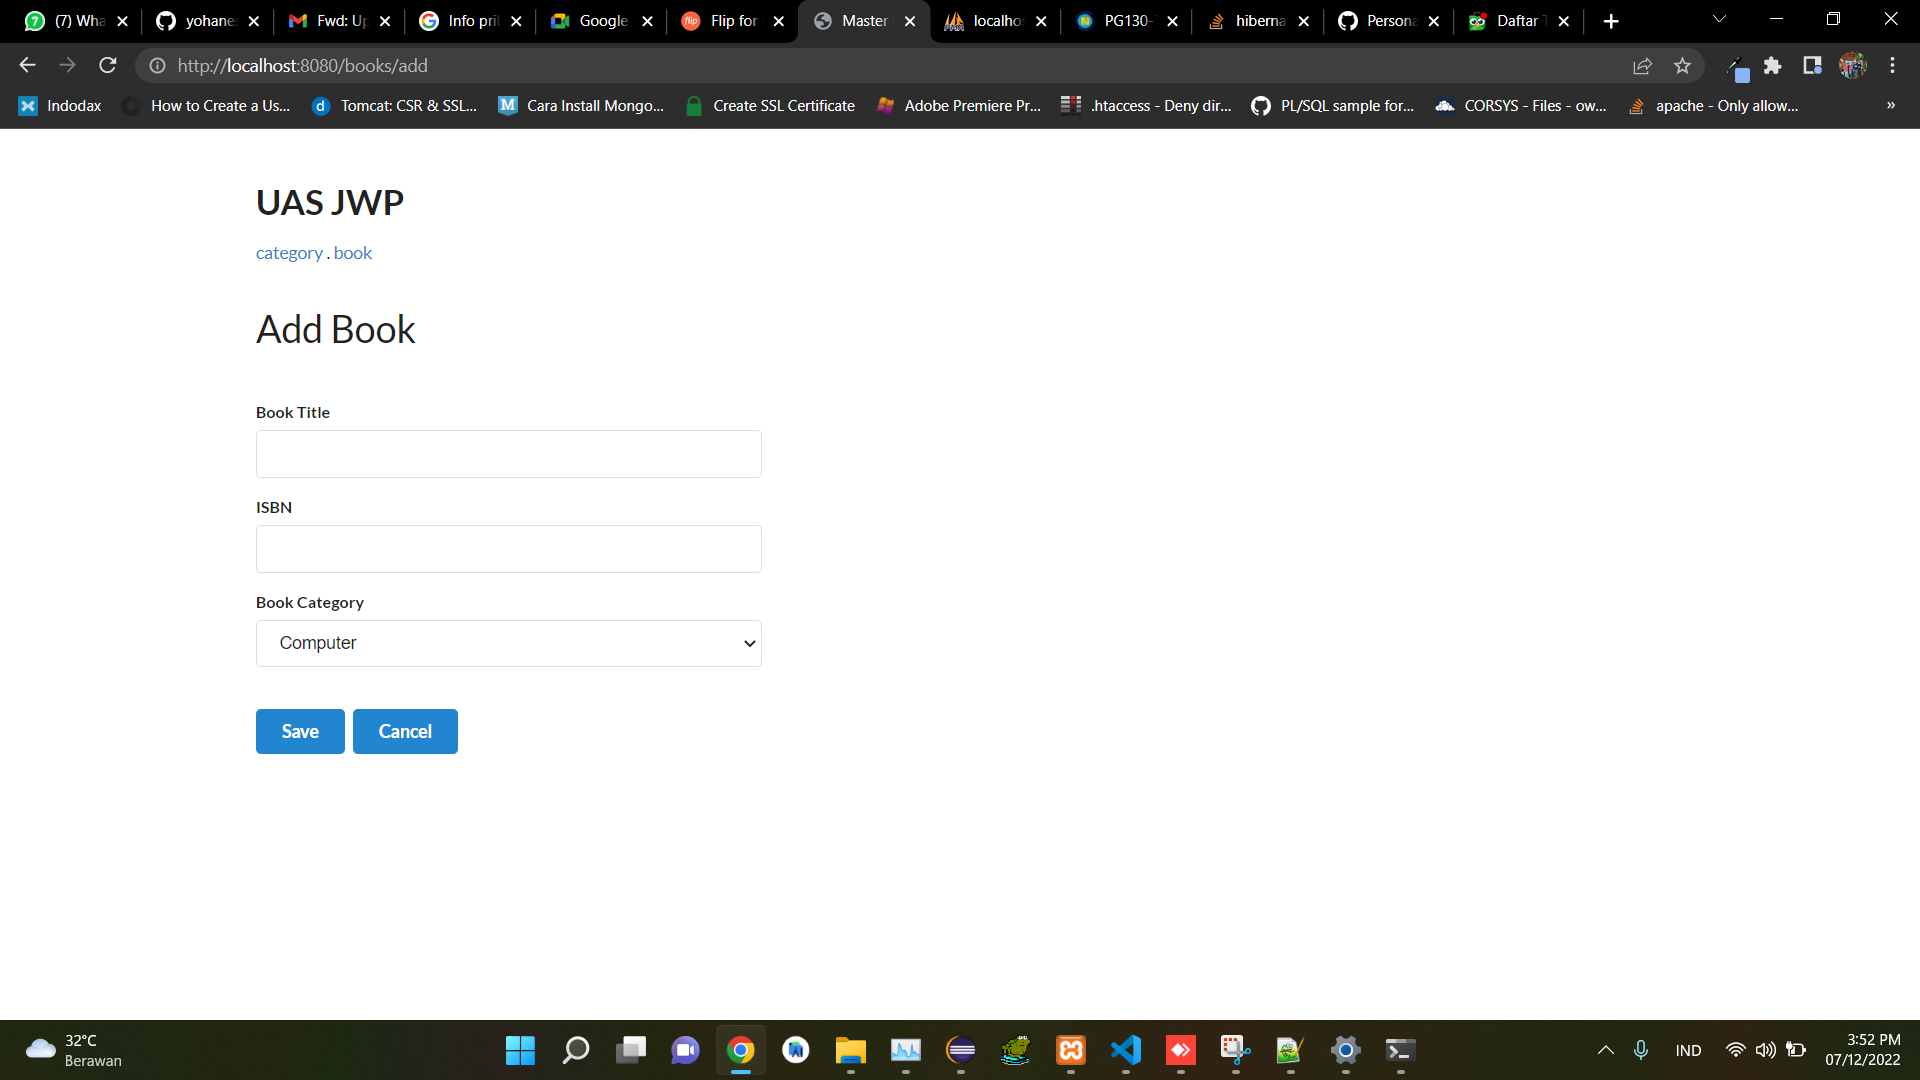 (7) Wha
yohane
Fwd: Up
Info pri
Google
Flip for
Master
localho
PG130-
hiberna
Persona
Daftar T
http://localhost:8080/books/add
Indodax
How to Create a Us...
Tomcat: CSR & SSL...
Cara Install Mongo...
Create SSL Certificate
Adobe Premiere Pr...
.htaccess - Deny dir...
PL/SQL sample for...
CORSYS - Files - ow...
apache - Only allow...
»
UAS JWP
category . book
Add Book
Book Title
ISBN
Book Category
Computer
Save Cancel
32°C
Berawan
IND
3:52 PM
07/12/2022